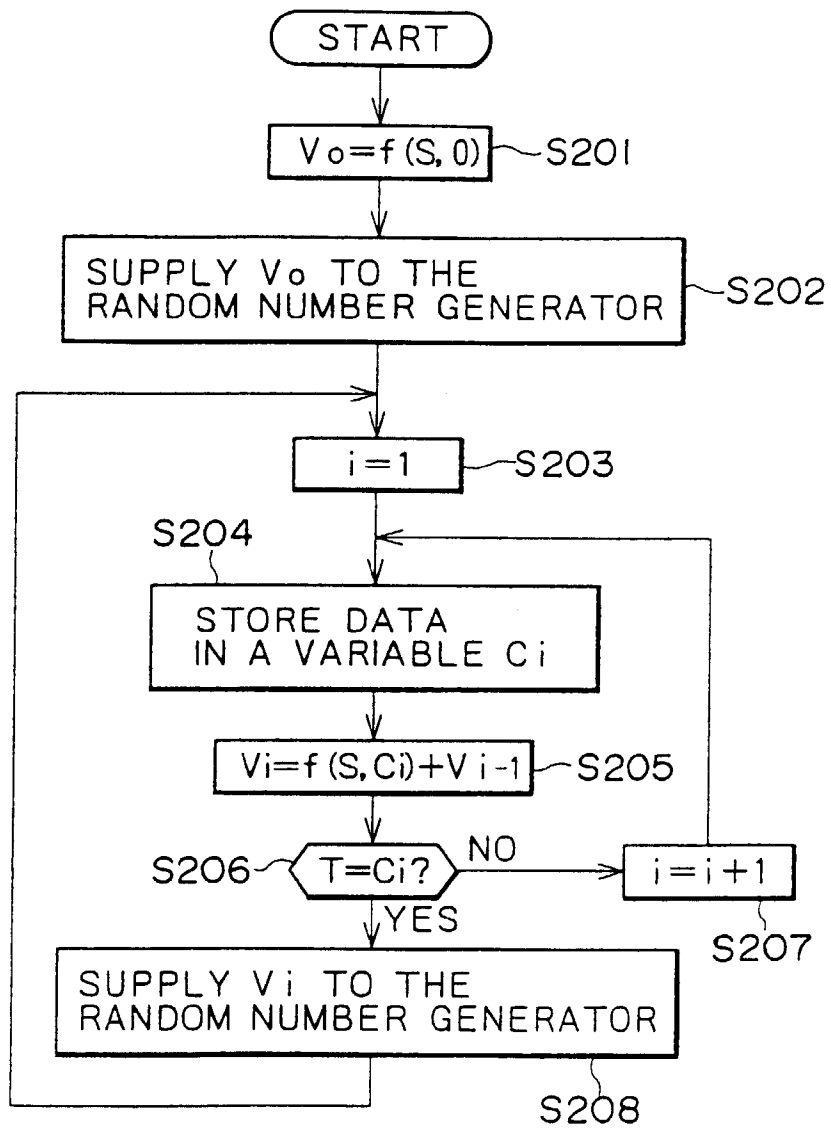 START
Vo=f(S,0)
S201
SUPPLY Vo TO THE
RANDOM NUMBER GENERATOR
S202
i=1
S203
S204
STORE DATA
IN A VARIABLE Ci
Vi=f(S,Ci)+Vi-1
S205
S206
T=Ci?
NO
i=i+1
S207
YES
SUPPLY Vi TO THE
RANDOM NUMBER GENERATOR
S208